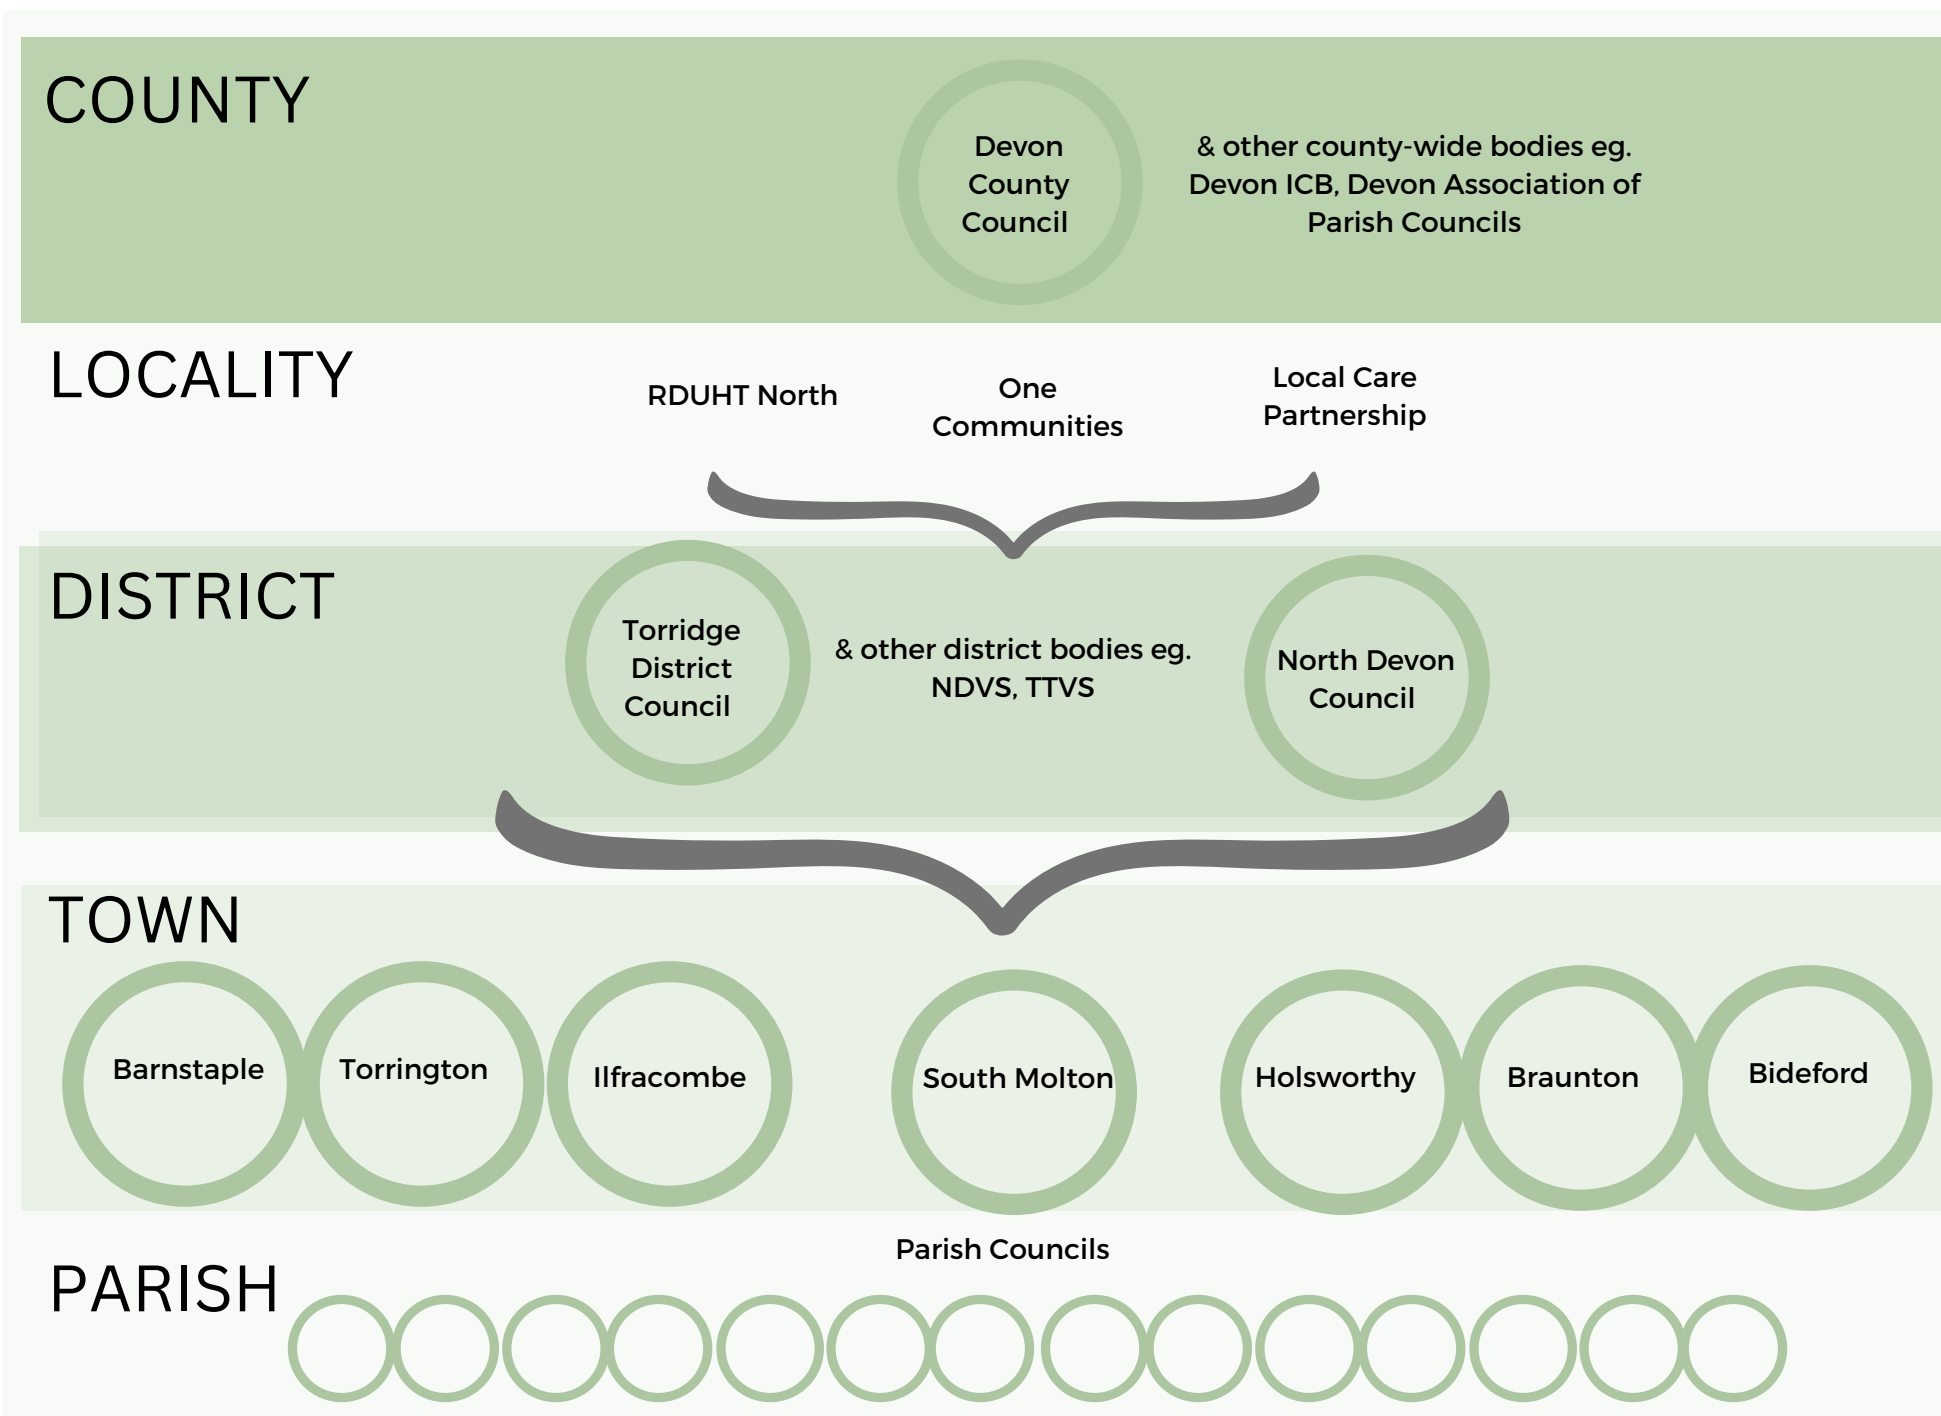 COUNTY
Devon
County
Council
& other county-wide bodies eg.
Devon ICB, Devon Association of
Parish Councils
LOCALITY
RDUHT North
One
Communities
Local Care
Partnership
DISTRICT
Torridge
District
Council
& other district bodies eg.
NDVS, TTVS
North Devon
Council
TOWN
Barnstaple
Torrington
Ilfracombe
South Molton
Holsworthy
Braunton
Bideford
Parish Councils
PARISH